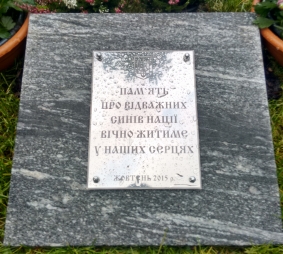 ПАМ'ЯТЬ
ПРО ВІДВАЖНИХ
СИНІВ НАЦІЇ
ВІЧНО ЖИТИМЕ
У НАШИХ СЕРЦЯХ
ЖОВТЕНЬ 2015 р.